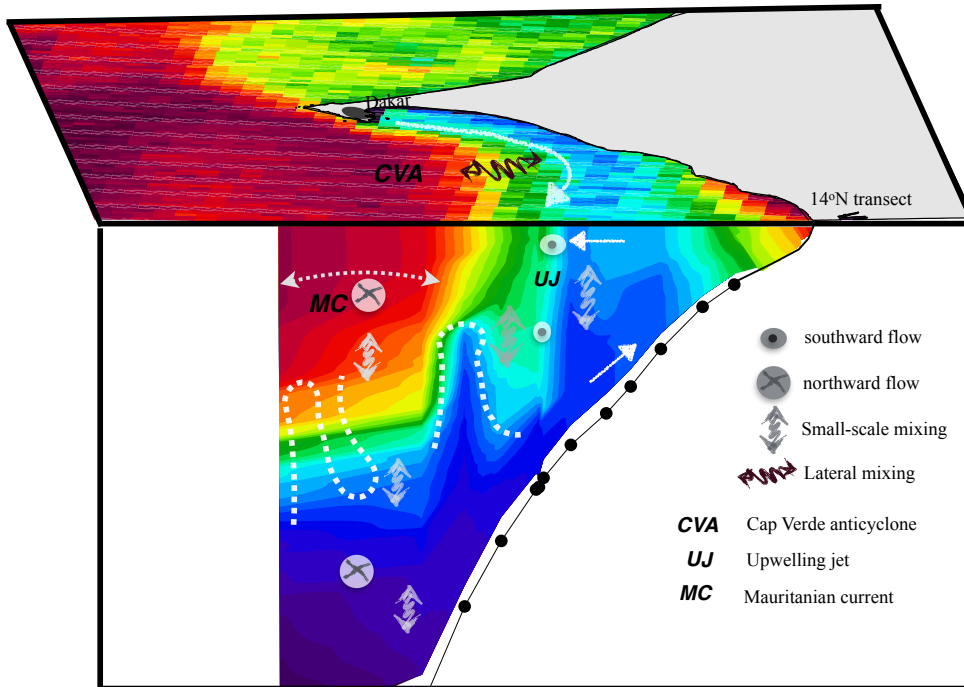 Dakar
CVA
14ºN transect
UJ
MC
southward flow
northward flow
Small-scale mixing
Lateral mixing
CVA Cap Verde anticyclone
UJ Upwelling jet
MC Mauritanian current